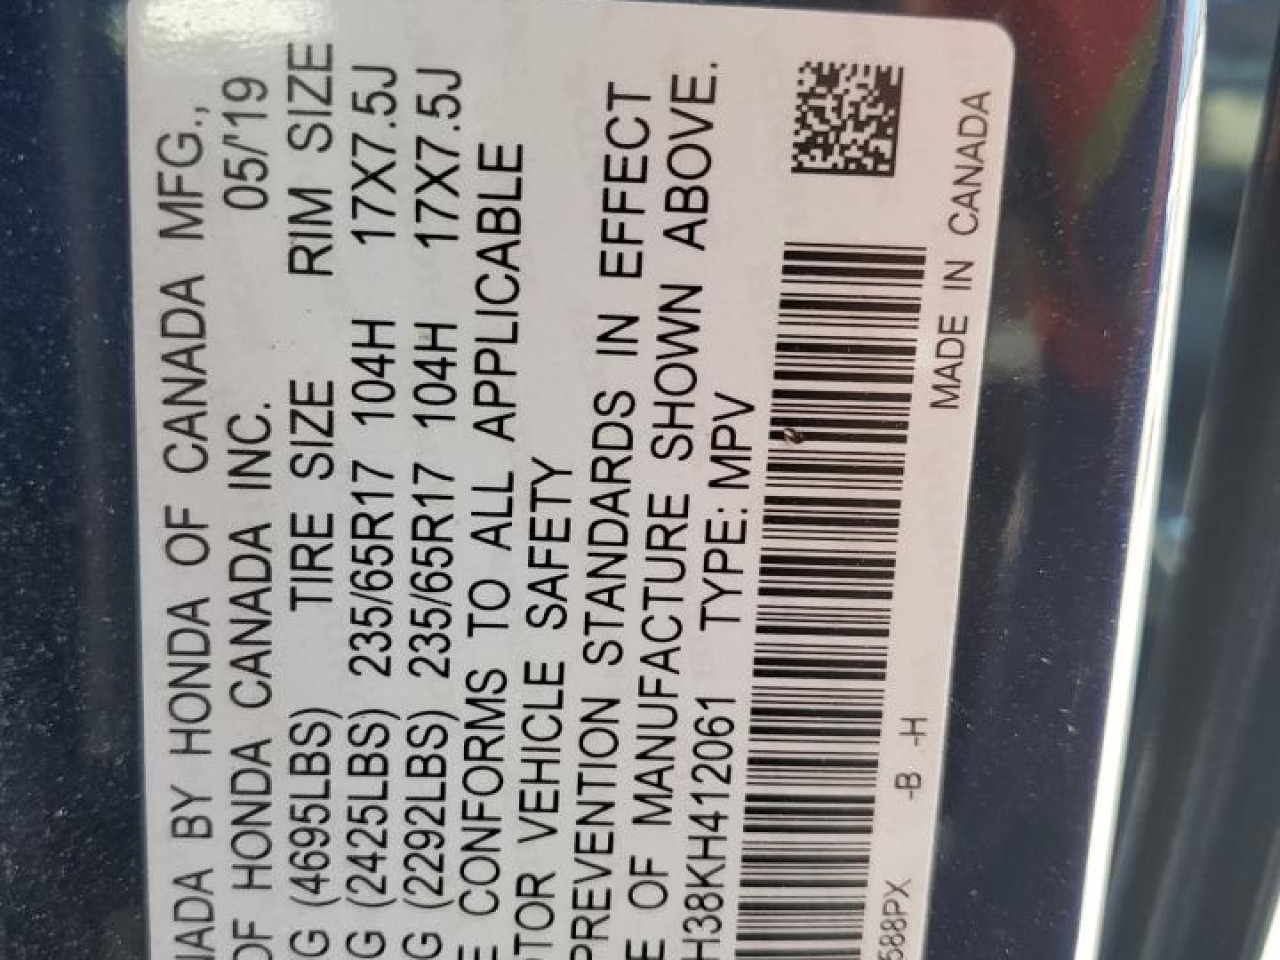 NADA BY HONDA OF CANADA MFG.,
OF HONDA CANADA INC. 05/'19
G (4695LBS) TIRE SIZE RIM SIZE
G (2425LBS) 235/65R17 104H 17X7.5J
G (2292LBS) 235/65R17 104H 17X7.5J
E CONFORMS TO ALL APPLICABLE
OTOR VEHICLE SAFETY
PREVENTION STANDARDS IN EFFECT
E OF MANUFACTURE SHOWN ABOVE.
H38KH412061 TYPE: MPV
588PX -B -H MADE IN CANADA